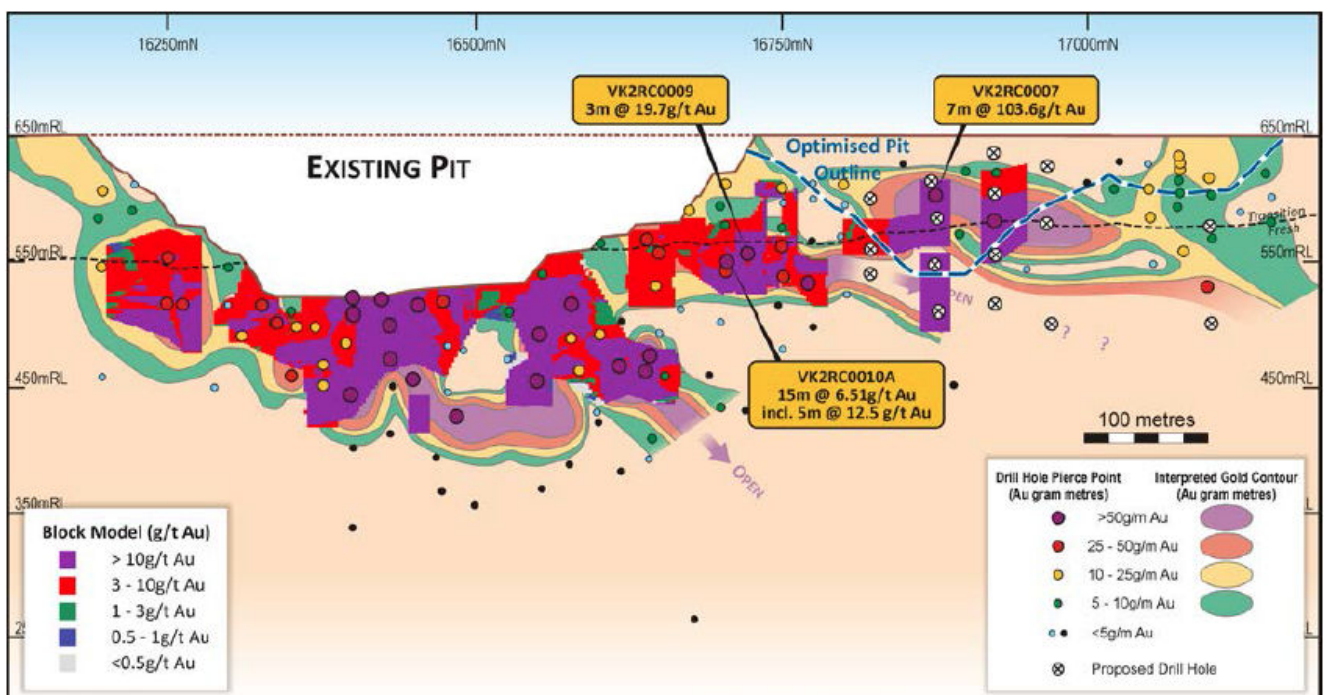 16250mN 16500mN 16750mN 17000mN
VK2RC0009
3m @ 19.7g/t Au
VK2RC0007
7m @ 103.6g/t Au
650mRL
650mRL
EXISTING PIT
Optimised Pit
Outline
Transition
Fresh
550mRL
550mRL
OPEN
? ?
VK2RC0010A
15m @ 6.51g/t Au
incl. 5m @ 12.5 g/t Au
450mRL
450mRL
100 metres
OPEN
350mRL
Block Model (g/t Au)
> 10g/t Au
3 - 10g/t Au
1 - 3g/t Au
0.5 - 1g/t Au
<0.5g/t Au
Drill Hole Pierce Point
(Au gram metres)
Interpreted Gold Contour
(Au gram metres)
>50g/m Au
25 - 50g/m Au
10 - 25g/m Au
5 - 10g/m Au
<5g/m Au
Proposed Drill Hole